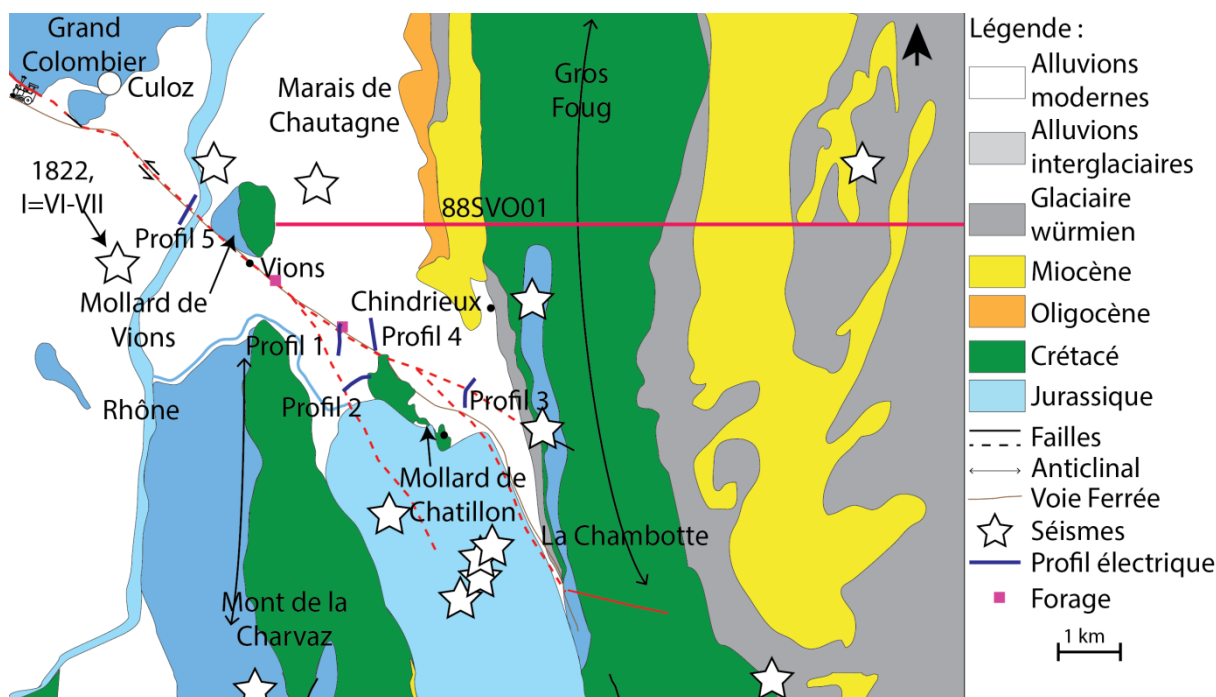 Grand
Colombier
Culoz
Marais de
Chautagne
Gros
Foug
1822,
I=VI-VII
88SVO01
Profil 5
Vions
Mollard de
Vions
Chindrieux
Profil 1
Profil 4
Rhône
Profil 2
Profil 3
Mollard de
Chatillon
La Chambotte
Mont de la
Charvaz
Légende :
Alluvions
modernes
Alluvions
interglaciaires
Glaciaire
würmien
Miocène
Oligocène
Crétacé
Jurassique
Failles
Anticlinal
Voie Ferrée
Séismes
Profil électrique
Forage
1 km